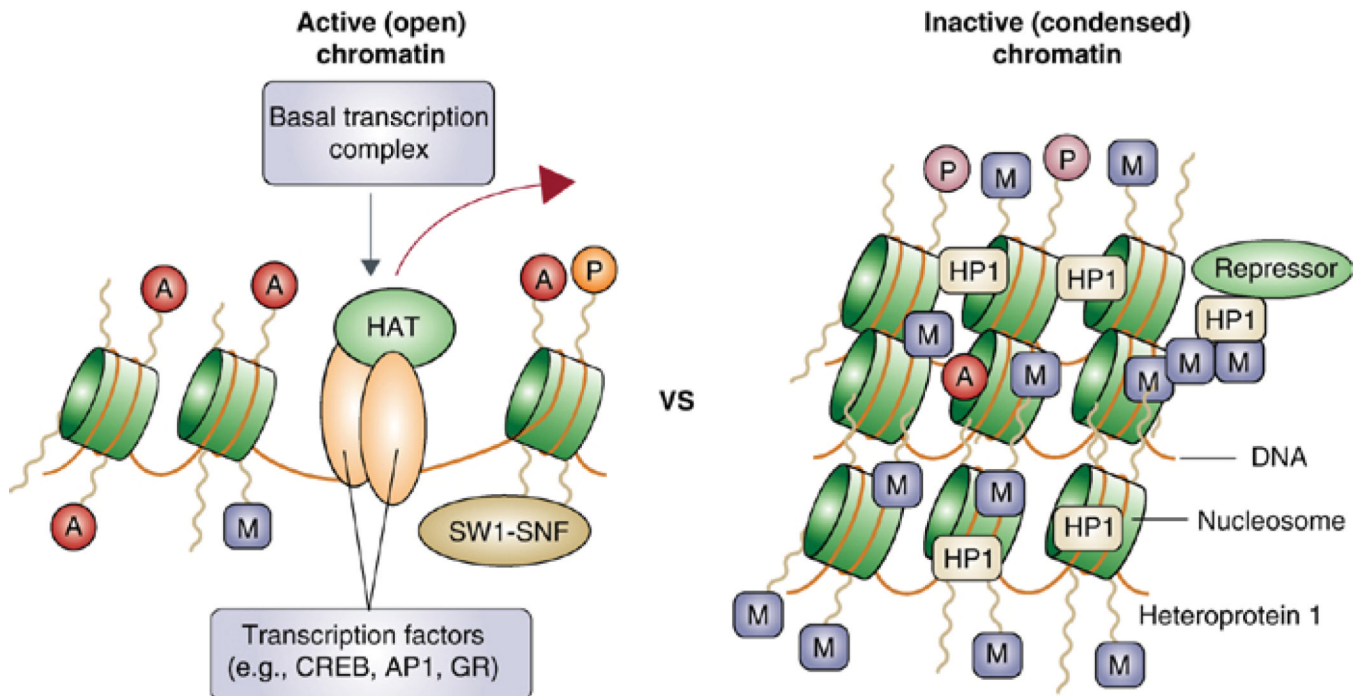 Active (open)
chromatin
Basal transcription
complex
A
A
A
P
HAT
A
M
SW1-SNF
Transcription factors
(e.g., CREB, AP1, GR)
VS
Inactive (condensed)
chromatin
P
M
P
M
HP1
HP1
Repressor
HP1
M
M
M
A
M
M
DNA
M
M
HP1
Nucleosome
HP1
Heteroprotein 1
M
M
M
M